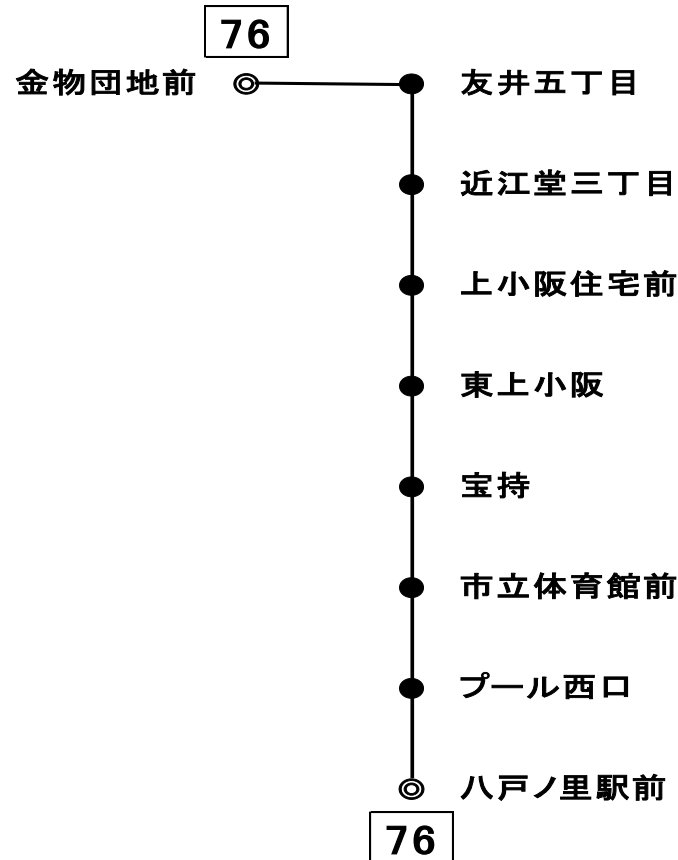 76
金物団地前
友井五丁目
近江堂三丁目
上小阪住宅前
東上小阪
宝持
市立体育館前
プール西口
八戸ノ里駅前
76